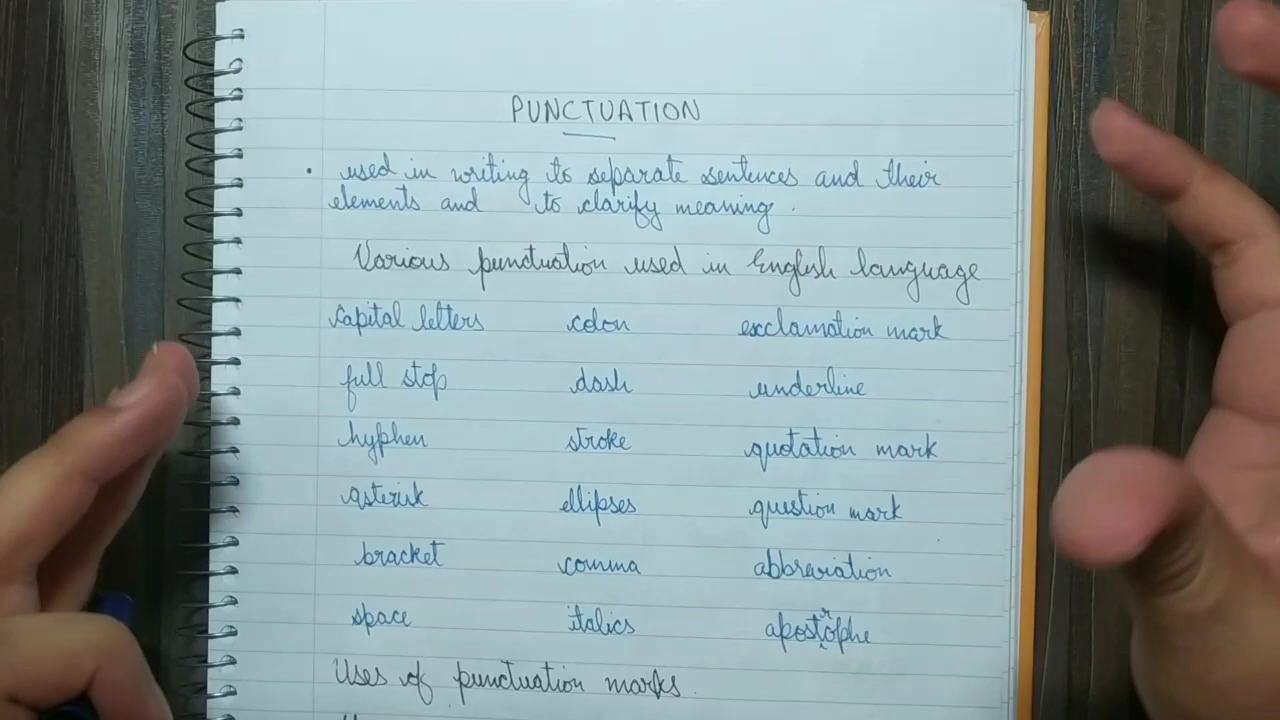 PUNCTUATION
• used in writing to separate sentences and their
elements and to clarify meaning.
Various punctuation used in English language
Capital letters colon exclamation mark
full stop dash underline
hyphen stroke quotation mark
asterisk ellipses question mark
bracket comma abbreviation
space italics apostrophe
Uses of punctuation marks.